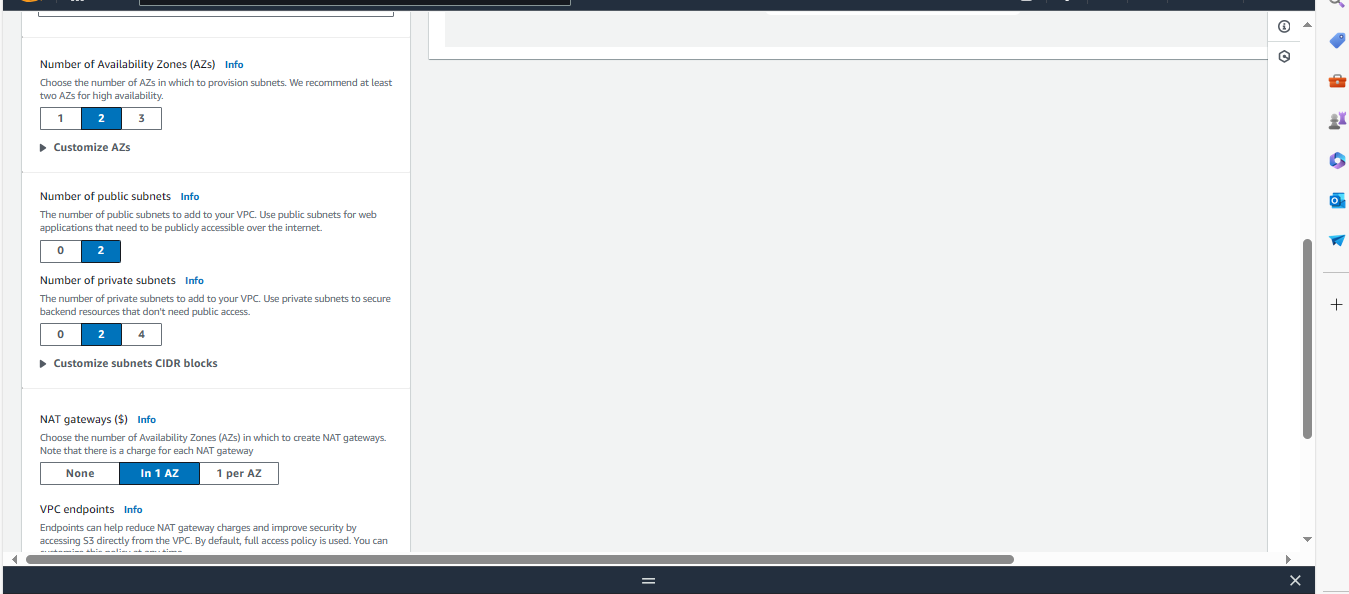 Number of Availability Zones (AZs) Info
Choose the number of AZs in which to provision subnets. We recommend at least
two AZs for high availability.
1 2 3
Customize AZs
Number of public subnets Info
The number of public subnets to add to your VPC. Use public subnets for web
applications that need to be publicly accessible over the internet.
0 2
Number of private subnets Info
The number of private subnets to add to your VPC. Use private subnets to secure
backend resources that don't need public access.
0 2 4
Customize subnets CIDR blocks
NAT gateways ($) Info
Choose the number of Availability Zones (AZs) in which to create NAT gateways.
Note that there is a charge for each NAT gateway
None In 1 AZ 1 per AZ
VPC endpoints Info
Endpoints can help reduce NAT gateway charges and improve security by
accessing S3 directly from the VPC. By default, full access policy is used. You can
customize this policy at any time.